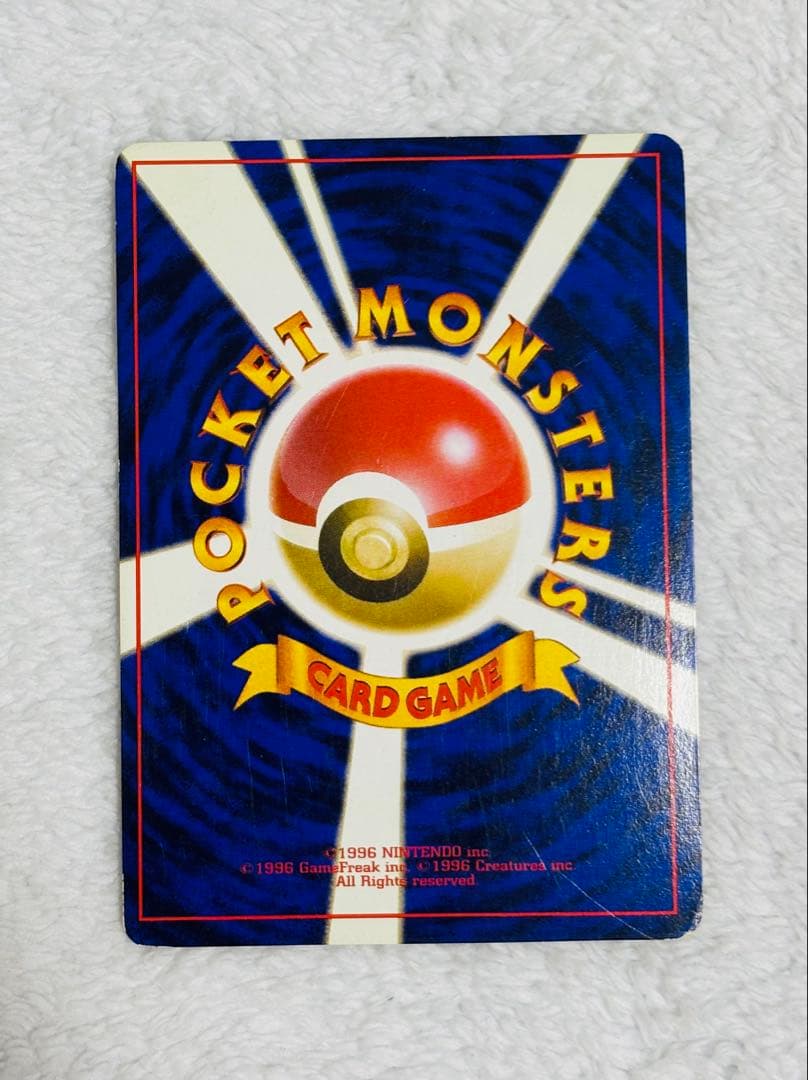 POCKET MONSTERS
CARD GAME
©1996 NINTENDO inc.
©1996 GameFreak inc. ©1996 Creatures inc.
All Rights reserved.